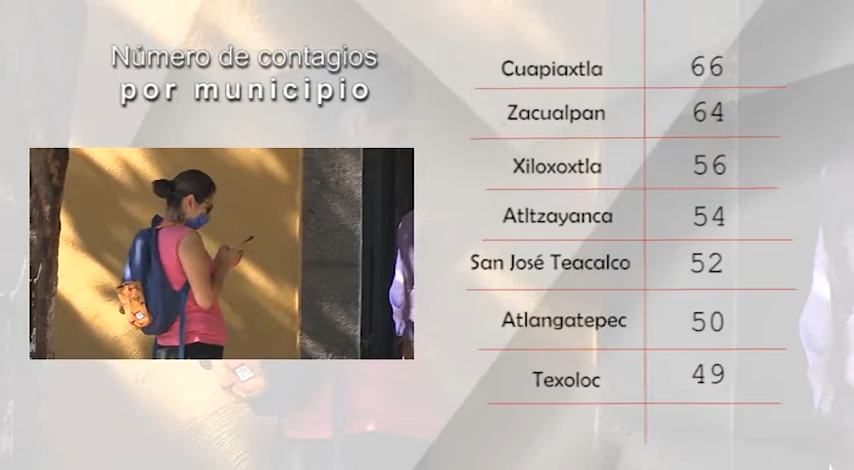 Número de contagios
por municipio
Cuapiaxtla 66
Zacualpan 64
Xiloxoxtla 56
Atltzayanca 54
San José Teacalco 52
Atlangatepec 50
Texoloc 49